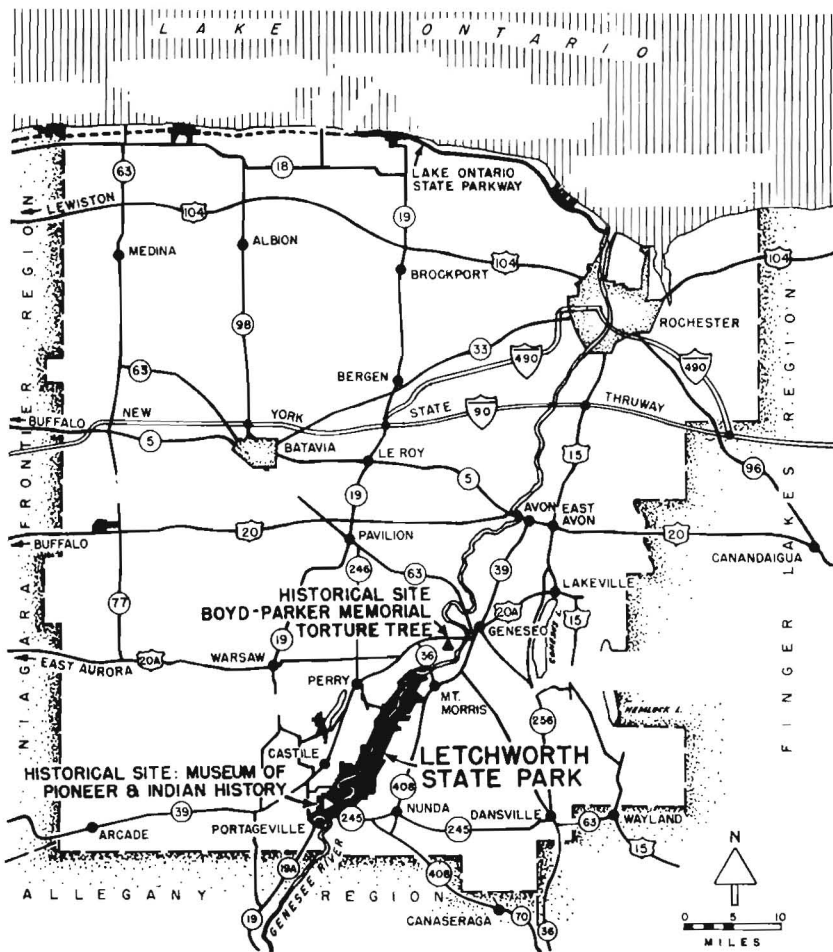 LAKE ONTARIO
63
18
LAKE ONTARIO
STATE PARKWAY
LEWISTON
104
19
104
104
MEDINA
ALBION
BROCKPORT
ROCHESTER
98
33
490
490
63
BERGEN
NEW YORK STATE THRUWAY
90
BUFFALO
5
BATAVIA
LE ROY
15
96
19
5
AVON
EAST
AVON
20
BUFFALO
PAVILION
20
CANANDAIGUA
246
63
39
HISTORICAL SITE
BOYD-PARKER MEMORIAL
TORTURE TREE
LAKEVILLE
20A
GENESEO
CONESUS L.
15
77
19
36
EAST AURORA
20A
WARSAW
PERRY
MT.
MORRIS
HEMLOCK L.
256
CASTILE
LETCHWORTH
STATE PARK
HISTORICAL SITE: MUSEUM OF
PIONEER & INDIAN HISTORY
408
39
ARCADE
PORTAGEVILLE
245
NUNDA
245
DANSVILLE
63
WAYLAND
15
19A
GENESEE RIVER
408
19
CANASERAGA
70
36
NIAGARA FRONTIER REGION
FINGER LAKES REGION
ALLEGANY REGION
N
0 5 10
MILES